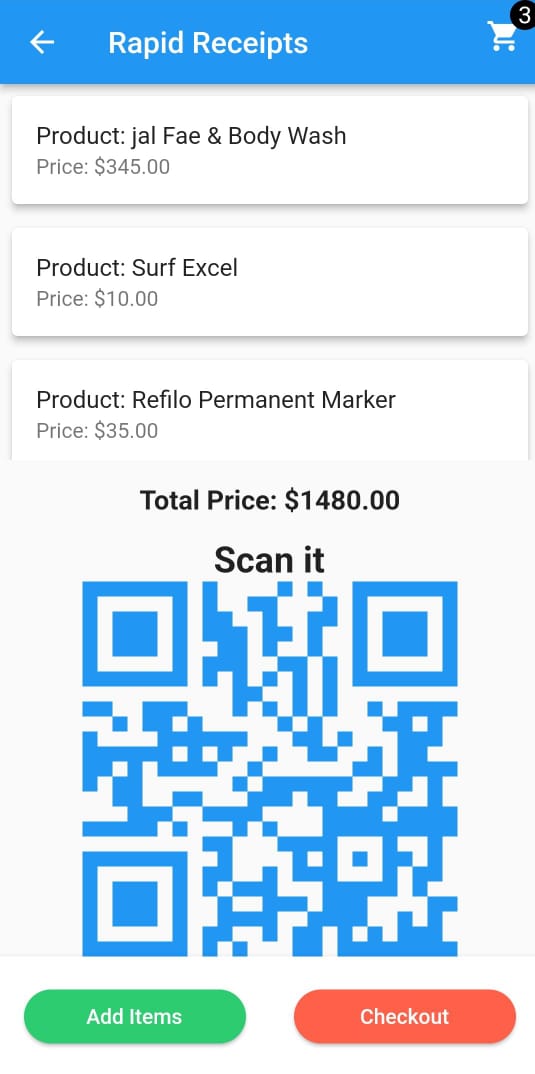 Rapid Receipts
3
Product: jal Fae & Body Wash
Price: $345.00
Product: Surf Excel
Price: $10.00
Product: Refilo Permanent Marker
Price: $35.00
Total Price: $1480.00
Scan it
Add Items
Checkout